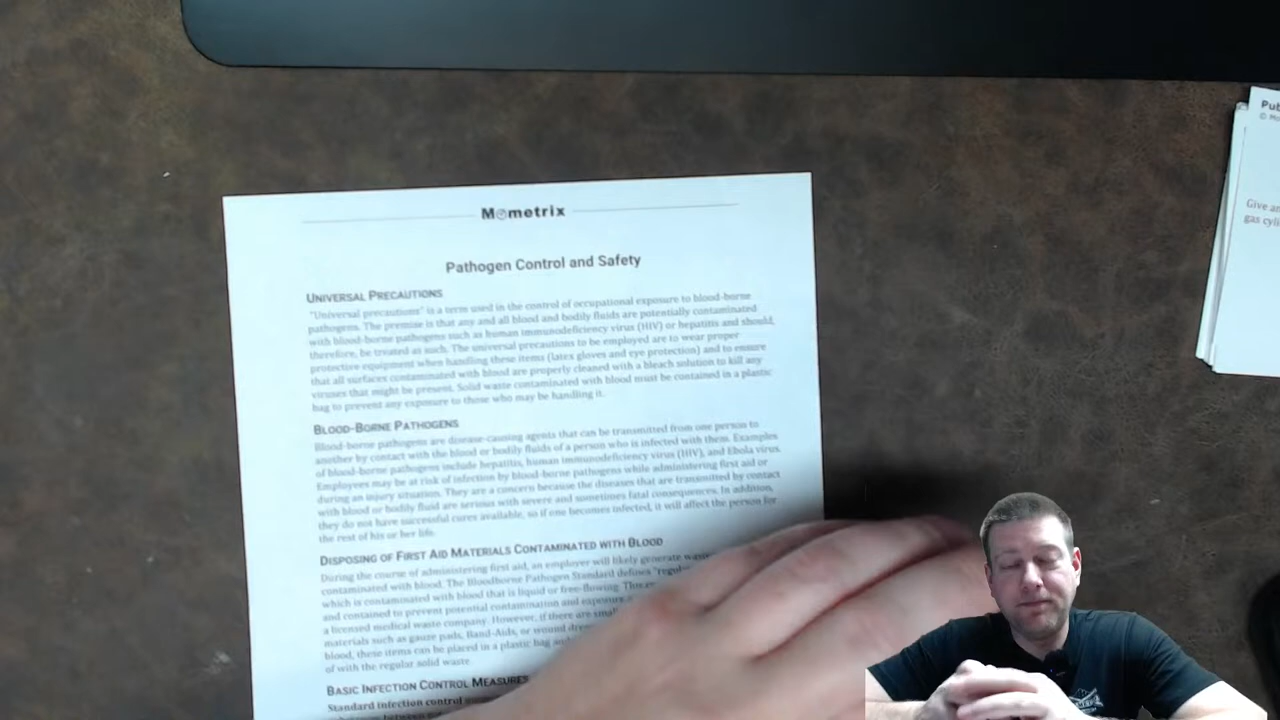 Mometrix
Pathogen Control and Safety
UNIVERSAL PRECAUTIONS
"Universal precautions" is a term used in the control of occupational exposure to blood-borne
pathogens. The premise is that any and all blood and bodily fluids are potentially contaminated
with blood-borne pathogens such as human immunodeficiency virus (HIV) or hepatitis and should,
therefore, be treated as such. The universal precautions to be employed are to wear proper
protective equipment when handling these items (latex gloves and eye protection) and to ensure
that all surfaces contaminated with blood are properly cleaned with a bleach solution to kill any
viruses that might be present. Solid waste contaminated with blood must be contained in a plastic
bag to prevent any exposure to those who may be handling it.
BLOOD-BORNE PATHOGENS
Blood-borne pathogens are disease-causing agents that can be transmitted from one person to
another by contact with the blood or bodily fluids of a person who is infected with them. Examples
of blood-borne pathogens include hepatitis, human immunodeficiency virus (HIV), and Ebola virus.
Employees may be at risk of infection by blood-borne pathogens while administering first aid or
during an injury situation. They are a concern because the diseases that are transmitted by contact
with blood or bodily fluid are serious with severe and sometimes fatal consequences. In addition,
they do not have successful cures available, so if one becomes infected, it will affect the person for
the rest of his or her life.
DISPOSING OF FIRST AID MATERIALS CONTAMINATED WITH BLOOD
During the course of administering first aid, an employer will likely generate
contaminated with blood. The Bloodborne Pathogen Standard defines
which is contaminated with blood that is liquid or free-flowing. This
and contained to prevent potential contamination and exposure
a licensed medical waste company. However, if there are
materials such as gauze pads, Band-Aids, or wound
blood, these items can be placed in a plastic bag
of with the regular solid waste.
BASIC INFECTION CONTROL MEASURES
Standard infection control
Give
gas